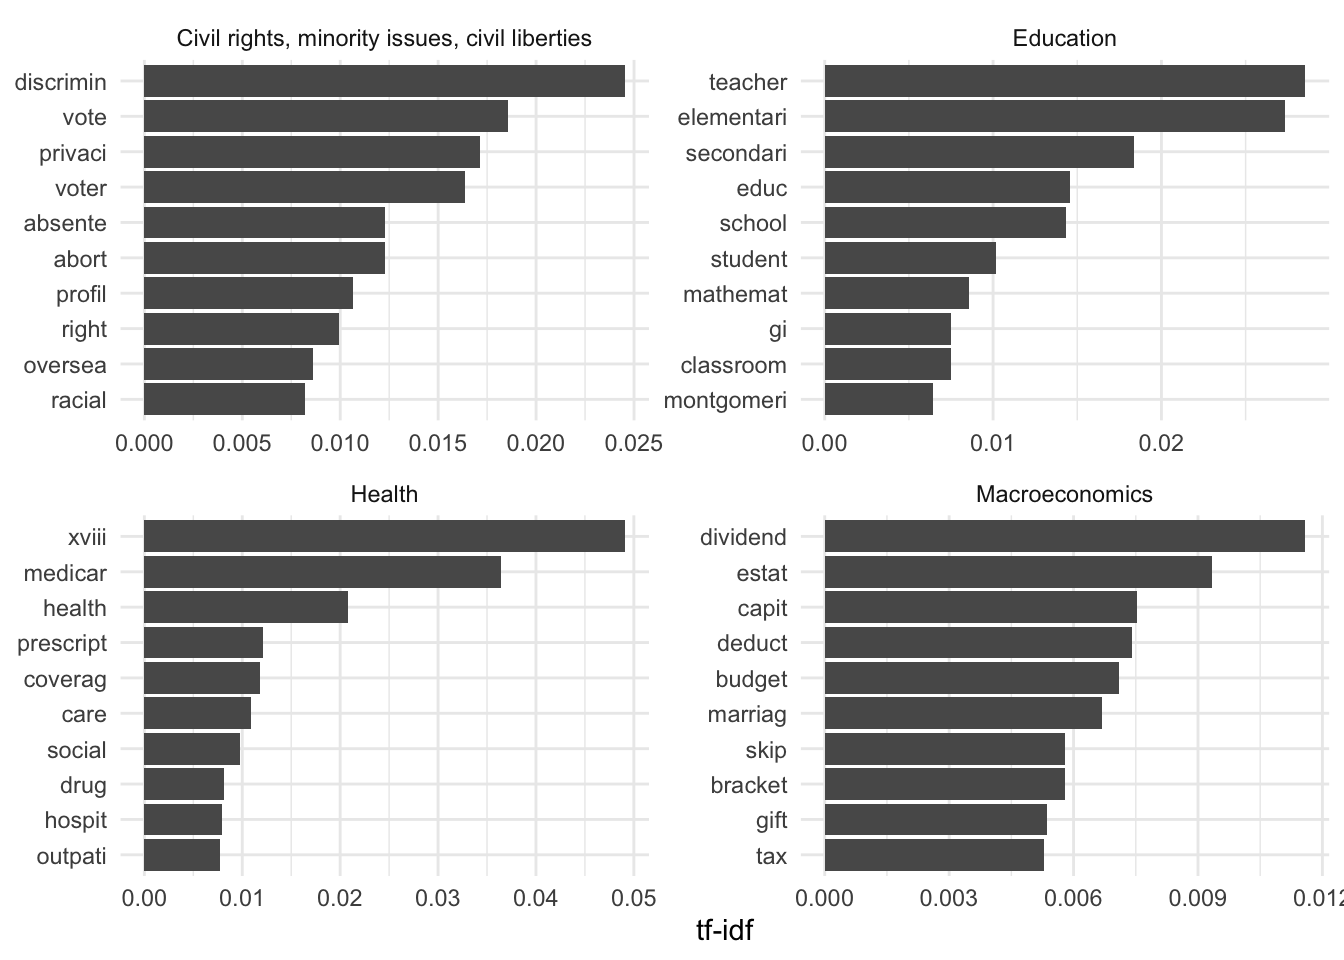 Civil rights, minority issues, civil liberties
discrimin
vote
privaci
voter
absente
abort
profil
right
oversea
racial
0.000 0.005 0.010 0.015 0.020 0.025
Education
teacher
elementari
secondari
educ
school
student
mathemat
gi
classroom
montgomeri
0.00 0.01 0.02
Health
xviii
medicar
health
prescript
coverag
care
social
drug
hospit
outpati
0.00 0.01 0.02 0.03 0.04 0.05
Macroeconomics
dividend
estat
capit
deduct
budget
marriag
skip
bracket
gift
tax
0.000 0.003 0.006 0.009 0.012
tf-idf